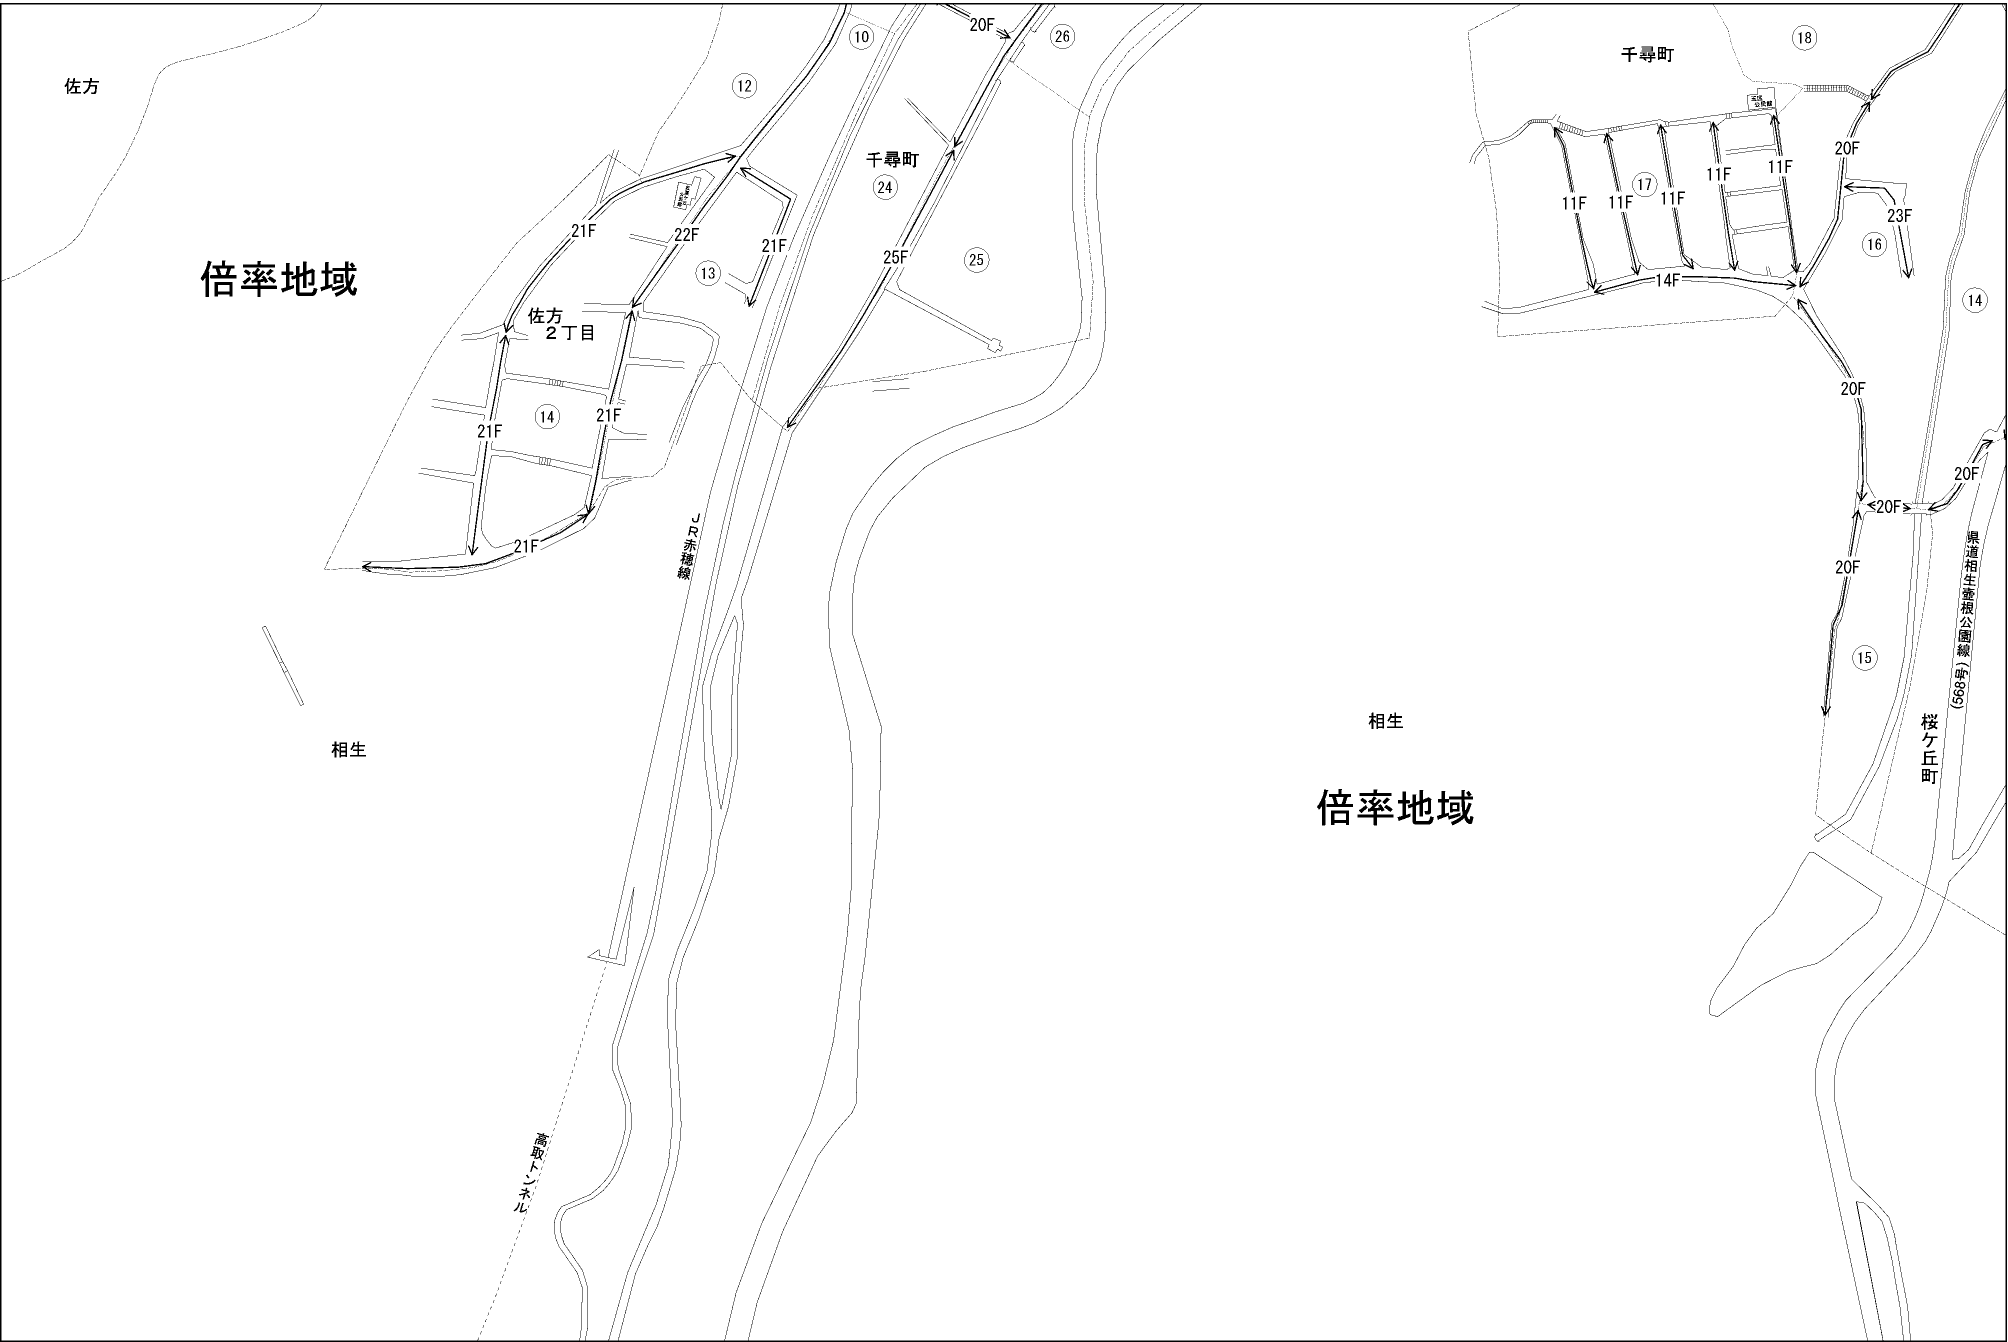 20F
26
10
18
千尋町
佐方
12
20F
千尋町
24
11F
11F
17
11F
11F
11F
21F
22F
21F
23F
16
25F
25
13
倍率地域
14F
14
佐方
2丁目
20F
14
21F
21F
20F
20F
21F
JR赤穂線
20F
県道相生壷根公園線(568号)
15
相生
相生
桜ケ丘町
倍率地域
高取トンネル